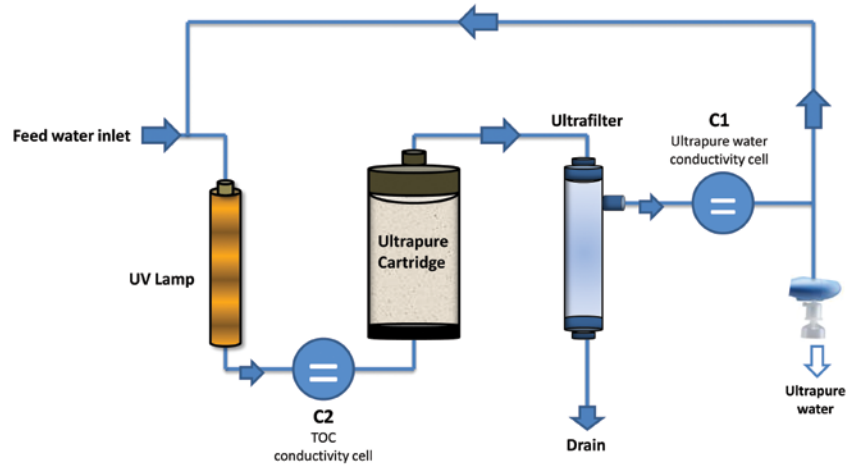 Feed water inlet
UV Lamp
C2
TOC
conductivity cell
Ultrapure
Cartridge
Ultrafilter
Drain
C1
Ultrapure water
conductivity cell
Ultrapure
water